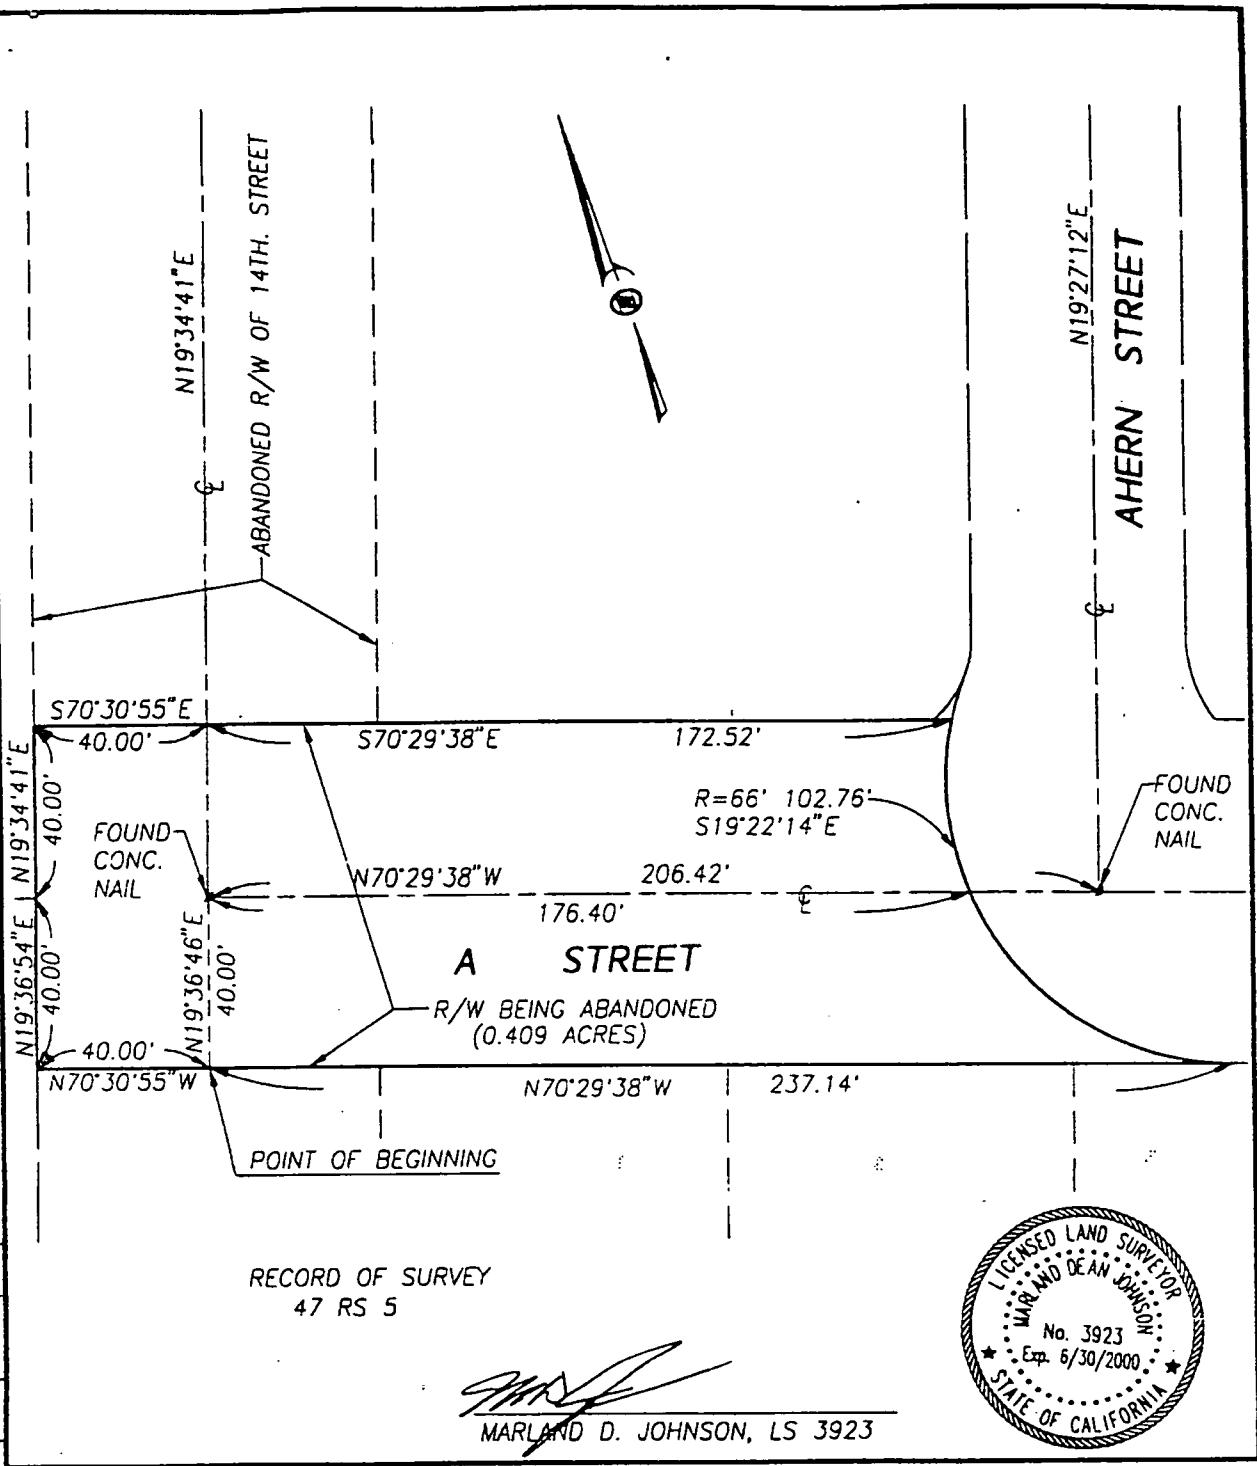 N19°34'41"E
ABANDONED R/W OF 14TH. STREET
N19°27'12"E
AHERN STREET
S70°30'55"E
40.00'
S70°29'38"E
172.52'
N19°34'41"E
40.00'
FOUND
CONC.
NAIL
R=66' 102.76'
S19°22'14"E
FOUND
CONC.
NAIL
N70°29'38"W
206.42'
176.40'
N19°36'54"E
40.00'
N19°36'46"E
40.00'
A STREET
R/W BEING ABANDONED
(0.409 ACRES)
40.00'
N70°30'55"W
N70°29'38"W
237.14'
POINT OF BEGINNING
RECORD OF SURVEY
47 RS 5
MARLAND D. JOHNSON, LS 3923
LICENSED LAND SURVEYOR
MARLAND DEAN JOHNSON
No. 3923
Exp. 6/30/2000
STATE OF CALIFORNIA